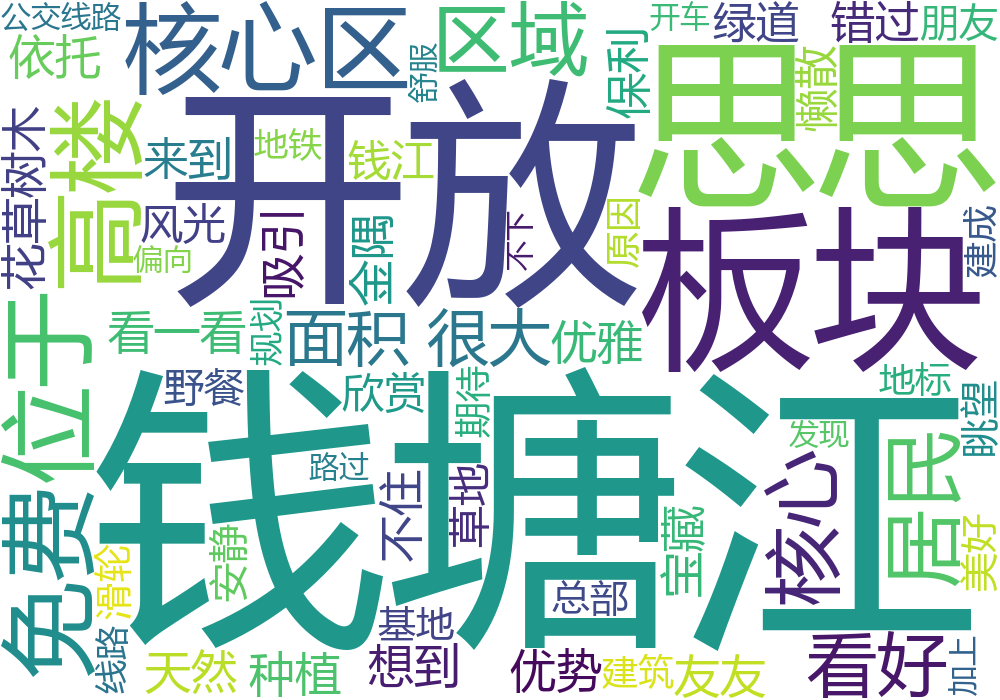 公交线路
核心区
区域
开车
绿道
错过
朋友
依托
舒服
保利
懒散
思思
开放
高楼
花草树木
来到
地铁
钱江
风光
偏向
吸引
金隅
不下
原因
板块
建成
位于
看一看
规划
面积
很大
优雅
野餐
欣赏
期待
地标
眺望
钱塘江
发现
路过
不住
草地
核心
居民
免费
滑轮
安静
宝藏
美好
总部
基地
线路
天然
种植
想到
优势
建筑
友友
看好
加上